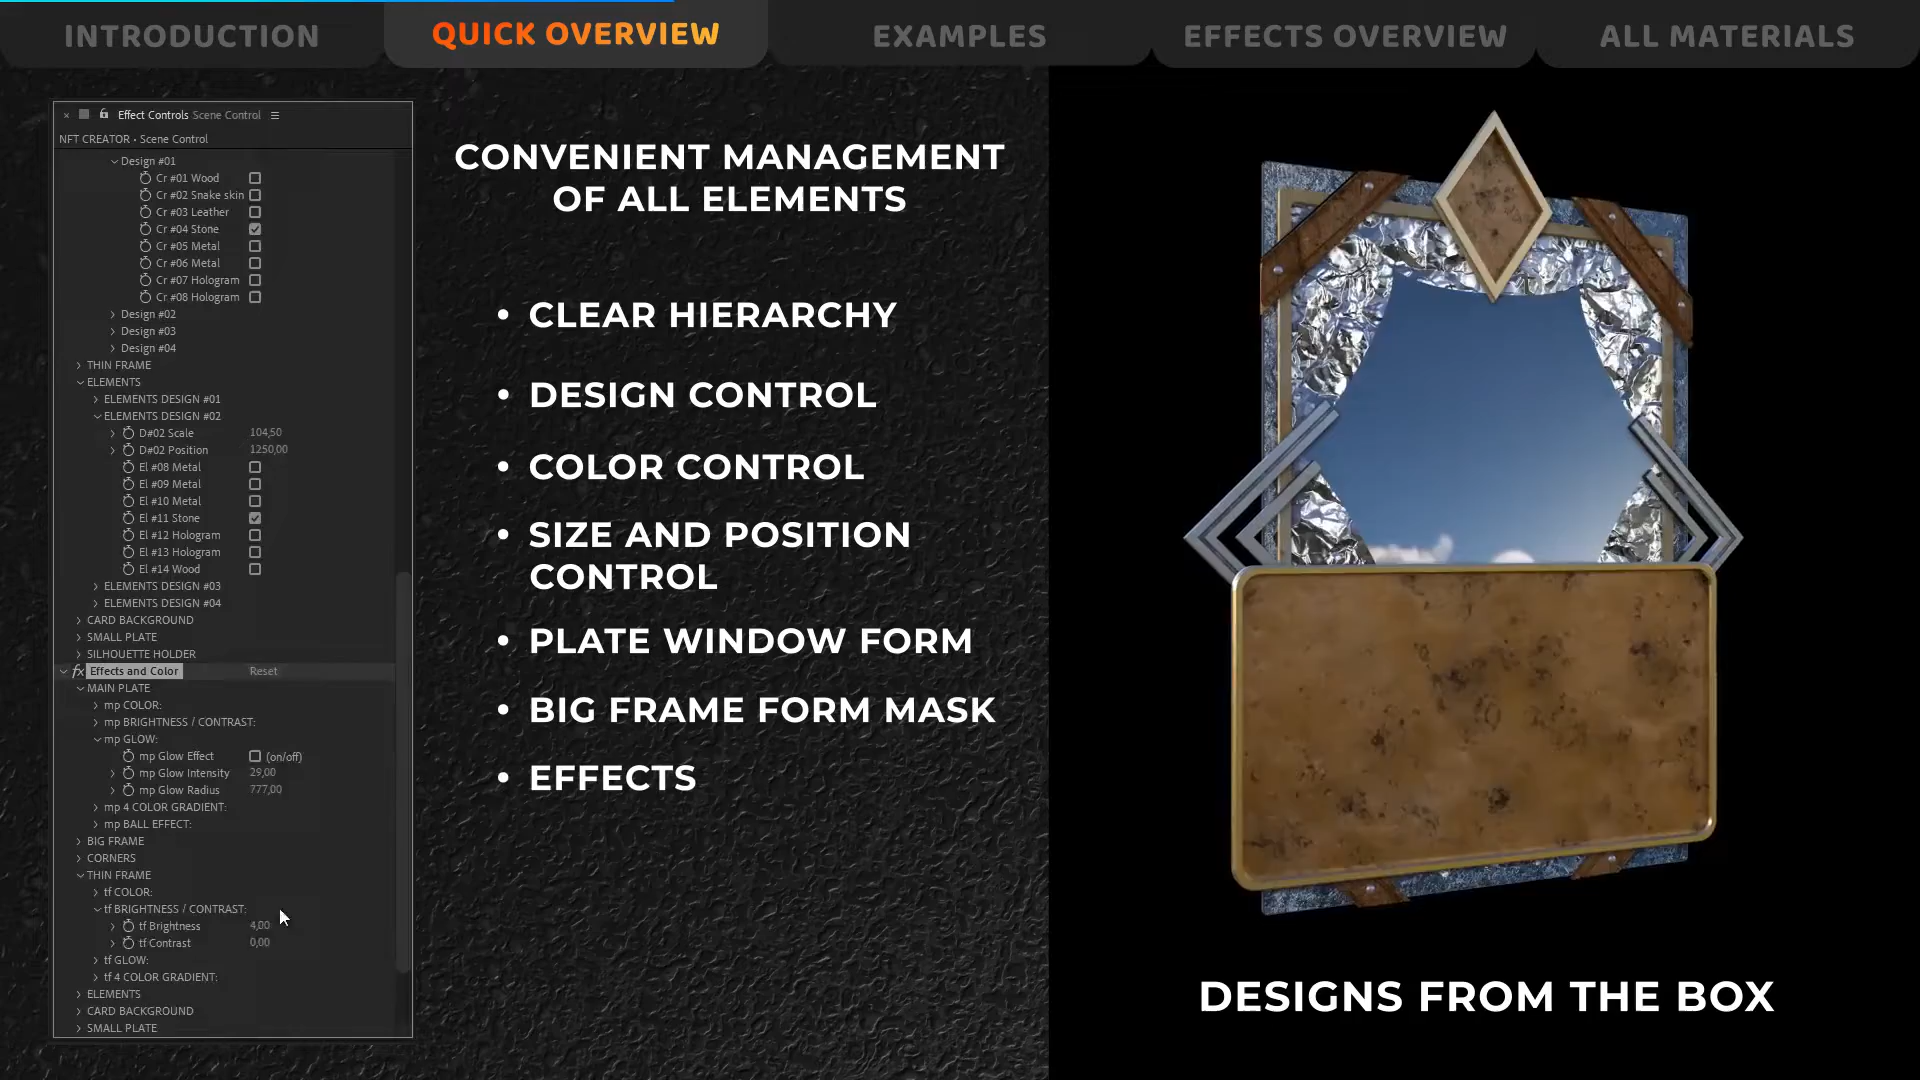 INTRODUCTION
QUICK OVERVIEW
EXAMPLES
EFFECTS OVERVIEW
ALL MATERIALS
× Effect Controls Scene Control
NFT CREATOR • Scene Control
Design #01
Cr #01 Wood
Cr #02 Snake skin
Cr #03 Leather
Cr #04 Stone
Cr #05 Metal
Cr #06 Metal
Cr #07 Hologram
Cr #08 Hologram
Design #02
Design #03
Design #04
THIN FRAME
ELEMENTS
ELEMENTS DESIGN #01
ELEMENTS DESIGN #02
D#02 Scale 104,50
D#02 Position 1250,00
El #08 Metal
El #09 Metal
El #10 Metal
El #11 Stone
El #12 Hologram
El #13 Hologram
El #14 Wood
ELEMENTS DESIGN #03
ELEMENTS DESIGN #04
CARD BACKGROUND
SMALL PLATE
SILHOUETTE HOLDER
fx Effects and Color Reset
MAIN PLATE
mp COLOR:
mp BRIGHTNESS / CONTRAST:
mp GLOW:
mp Glow Effect (on/off)
mp Glow Intensity 29,00
mp Glow Radius 777,00
mp 4 COLOR GRADIENT:
mp BALL EFFECT:
BIG FRAME
CORNERS
THIN FRAME
tf COLOR:
tf BRIGHTNESS / CONTRAST:
tf Brightness 4,00
tf Contrast 0,00
tf GLOW:
tf 4 COLOR GRADIENT:
ELEMENTS
CARD BACKGROUND
SMALL PLATE
CONVENIENT MANAGEMENT
OF ALL ELEMENTS
• CLEAR HIERARCHY
• DESIGN CONTROL
• COLOR CONTROL
• SIZE AND POSITION
CONTROL
• PLATE WINDOW FORM
• BIG FRAME FORM MASK
• EFFECTS
DESIGNS FROM THE BOX